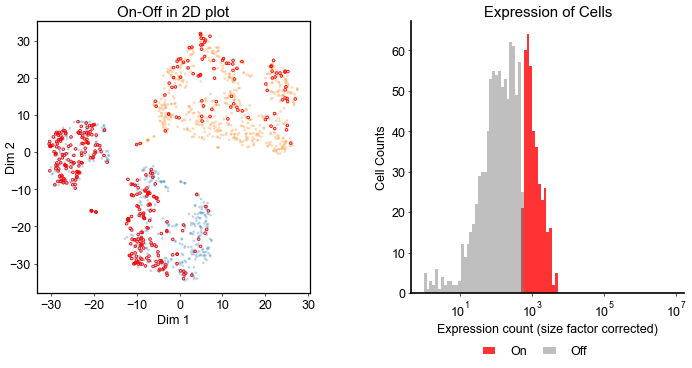 On-Off in 2D plot
30
20
10
0
−10
−20
−30
Dim 2
−30 −20 −10 0 10 20 30
Dim 1
Expression of Cells
60
50
40
30
20
10
0
Cell Counts
10^1 10^3 10^5 10^7
Expression count (size factor corrected)
On Off